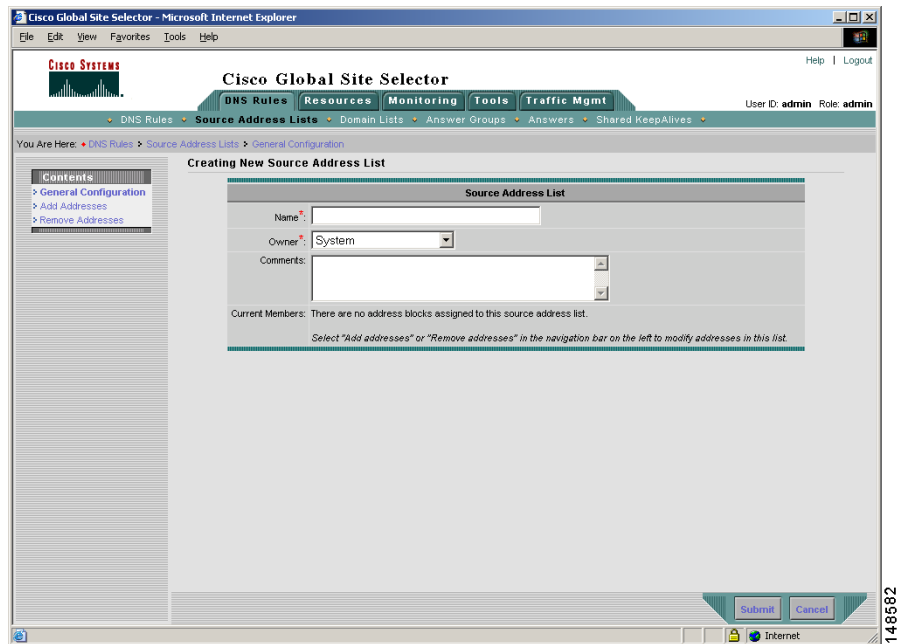 Cisco Global Site Selector - Microsoft Internet Explorer
File Edit View Favorites Tools Help
CISCO SYSTEMS
Help | Logout
Cisco Global Site Selector
DNS Rules Resources Monitoring Tools Traffic Mgmt
User ID: admin Role: admin
DNS Rules Source Address Lists Domain Lists Answer Groups Answers Shared KeepAlives
You Are Here: DNS Rules > Source Address Lists > General Configuration
Creating New Source Address List
Contents
> General Configuration
> Add Addresses
> Remove Addresses
Source Address List
Name*:
Owner*: System
Comments:
Current Members: There are no address blocks assigned to this source address list.
Select "Add addresses" or "Remove addresses" in the navigation bar on the left to modify addresses in this list.
Submit Cancel
Internet
148582